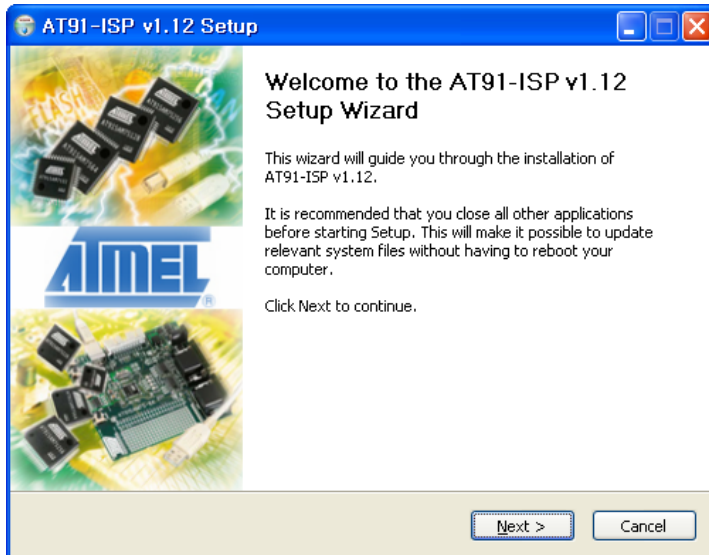 AT91-ISP v1.12 Setup
Welcome to the AT91-ISP v1.12
Setup Wizard
This wizard will guide you through the installation of
AT91-ISP v1.12.
It is recommended that you close all other applications
before starting Setup. This will make it possible to update
relevant system files without having to reboot your
computer.
Click Next to continue.
ATMEL
®
Next >
Cancel